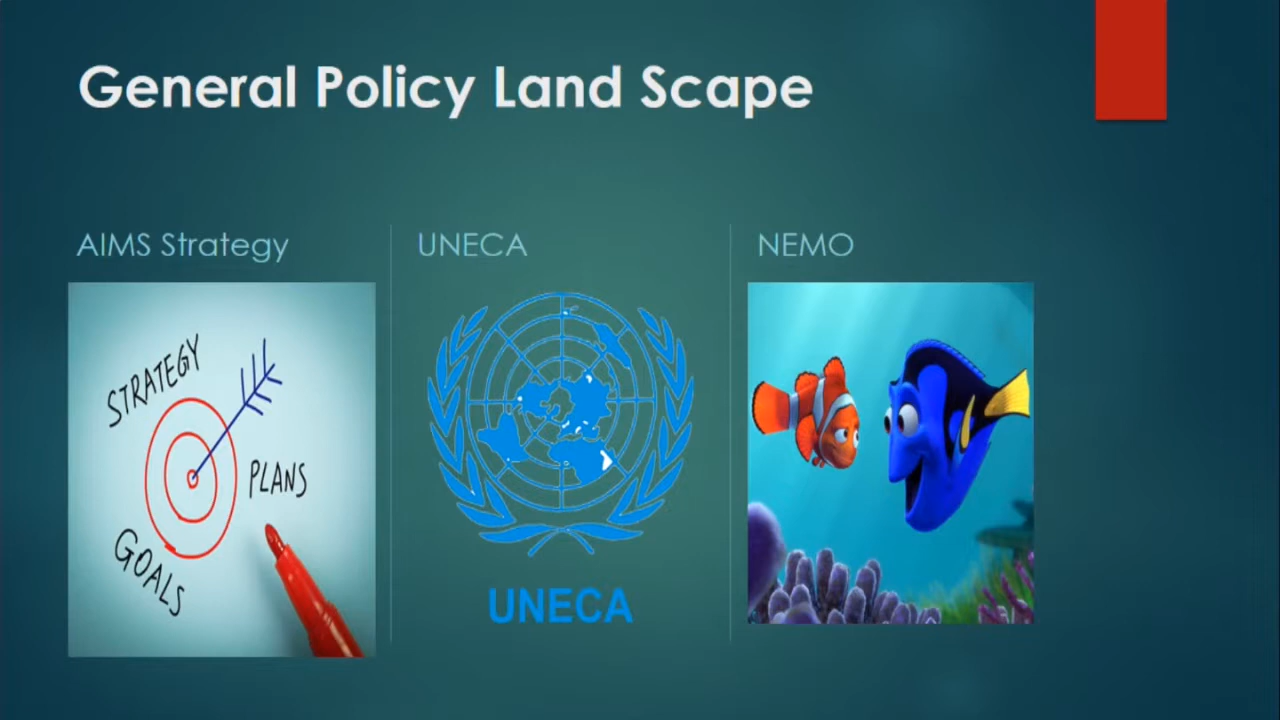 General Policy Land Scape
AIMS Strategy
UNECA
NEMO
STRATEGY
PLANS
GOALS
UNECA